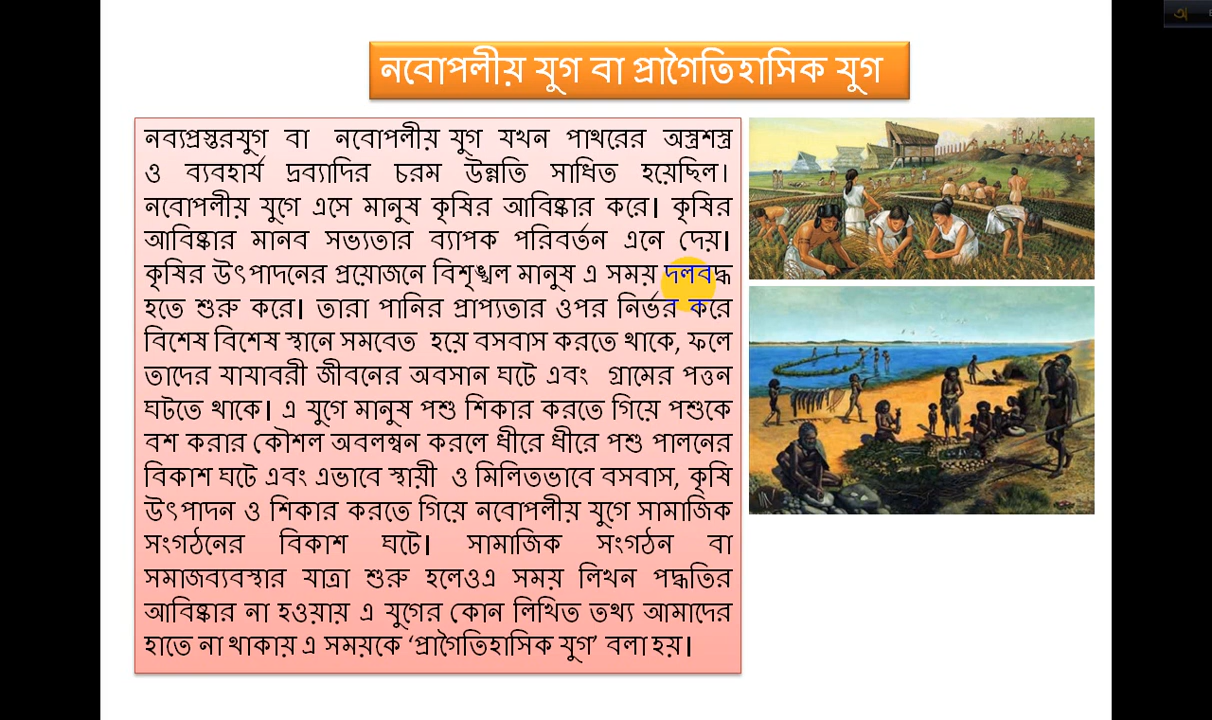 নবোপলীয় যুগ বা প্রাগৈতিহাসিক যুগ
নব্যপ্রস্তরযুগ বা নবোপলীয় যুগ যখন পাথরের অস্ত্রশস্ত্র
ও ব্যবহার্য দ্রব্যাদির চরম উন্নতি সাধিত হয়েছিল।
নবোপলীয় যুগে এসে মানুষ কৃষির আবিষ্কার করে। কৃষির
আবিষ্কার মানব সভ্যতার ব্যাপক পরিবর্তন এনে দেয়।
কৃষির উৎপাদনের প্রয়োজনে বিশৃঙ্খল মানুষ এ সময় দলবদ্ধ
হতে শুরু করে। তারা পানির প্রাপ্যতার ওপর নির্ভর করে
বিশেষ বিশেষ স্থানে সমবেত হয়ে বসবাস করতে থাকে, ফলে
তাদের যাযাবরী জীবনের অবসান ঘটে এবং গ্রামের পত্তন
ঘটতে থাকে। এ যুগে মানুষ পশু শিকার করতে গিয়ে পশুকে
বশ করার কৌশল অবলম্বন করলে ধীরে ধীরে পশু পালনের
বিকাশ ঘটে এবং এভাবে স্থায়ী ও মিলিতভাবে বসবাস, কৃষি
উৎপাদন ও শিকার করতে গিয়ে নবোপলীয় যুগে সামাজিক
সংগঠনের বিকাশ ঘটে। সামাজিক সংগঠন বা
সমাজব্যবস্থার যাত্রা শুরু হলেওএ সময় লিখন পদ্ধতির
আবিষ্কার না হওয়ায় এ যুগের কোন লিখিত তথ্য আমাদের
হাতে না থাকায় এ সময়কে ‘প্রাগৈতিহাসিক যুগ’ বলা হয়।
অ